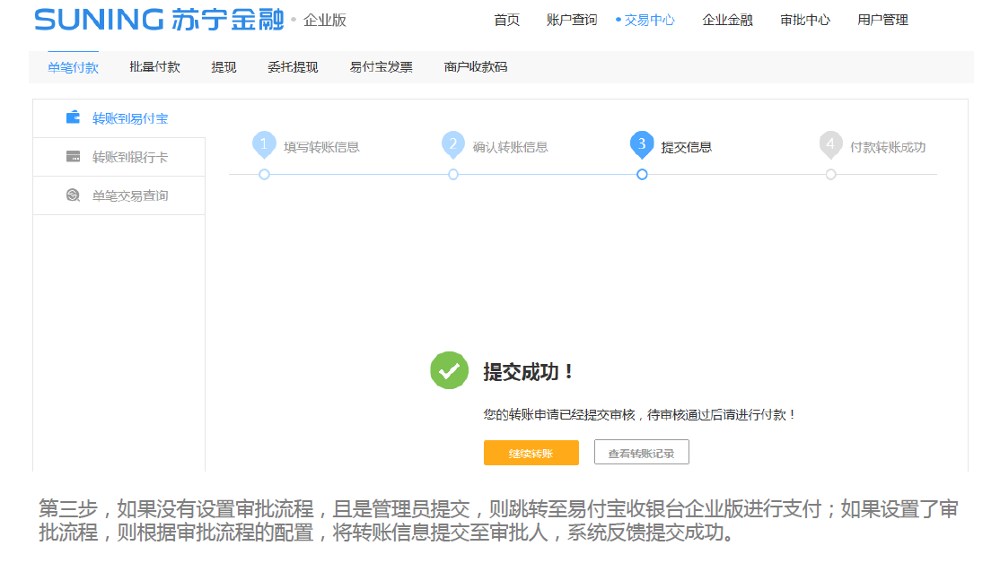 SUNING 苏宁金融 • 企业版 首页 账户查询 • 交易中心 企业金融 审批中心 用户管理
单笔付款 批量付款 提现 委托提现 易付宝发票 商户收款码
转账到易付宝
转账到银行卡
单笔交易查询
1 填写转账信息 2 确认转账信息 3 提交信息 4 付款转账成功
提交成功！
您的转账申请已经提交审核，待审核通过后请进行付款！
继续转账 查看转账记录
第三步，如果没有设置审批流程，且是管理员提交，则跳转至易付宝收银台企业版进行支付；如果设置了审
批流程，则根据审批流程的配置，将转账信息提交至审批人，系统反馈提交成功。